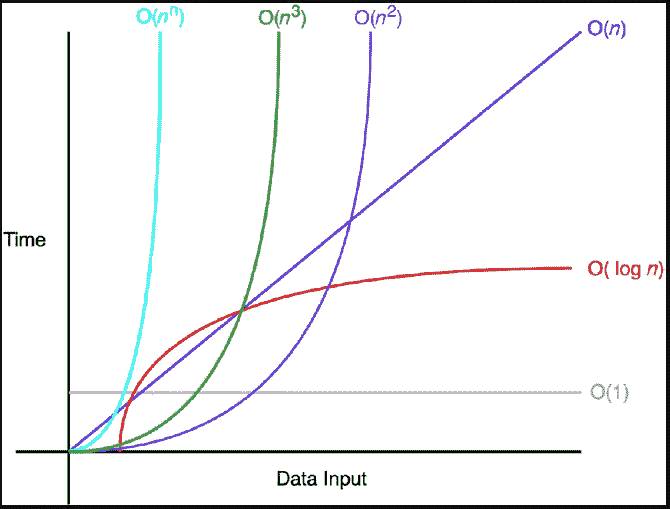 O(nⁿ)
O(n³)
O(n²)
O(n)
Time
O( log n)
O(1)
Data Input